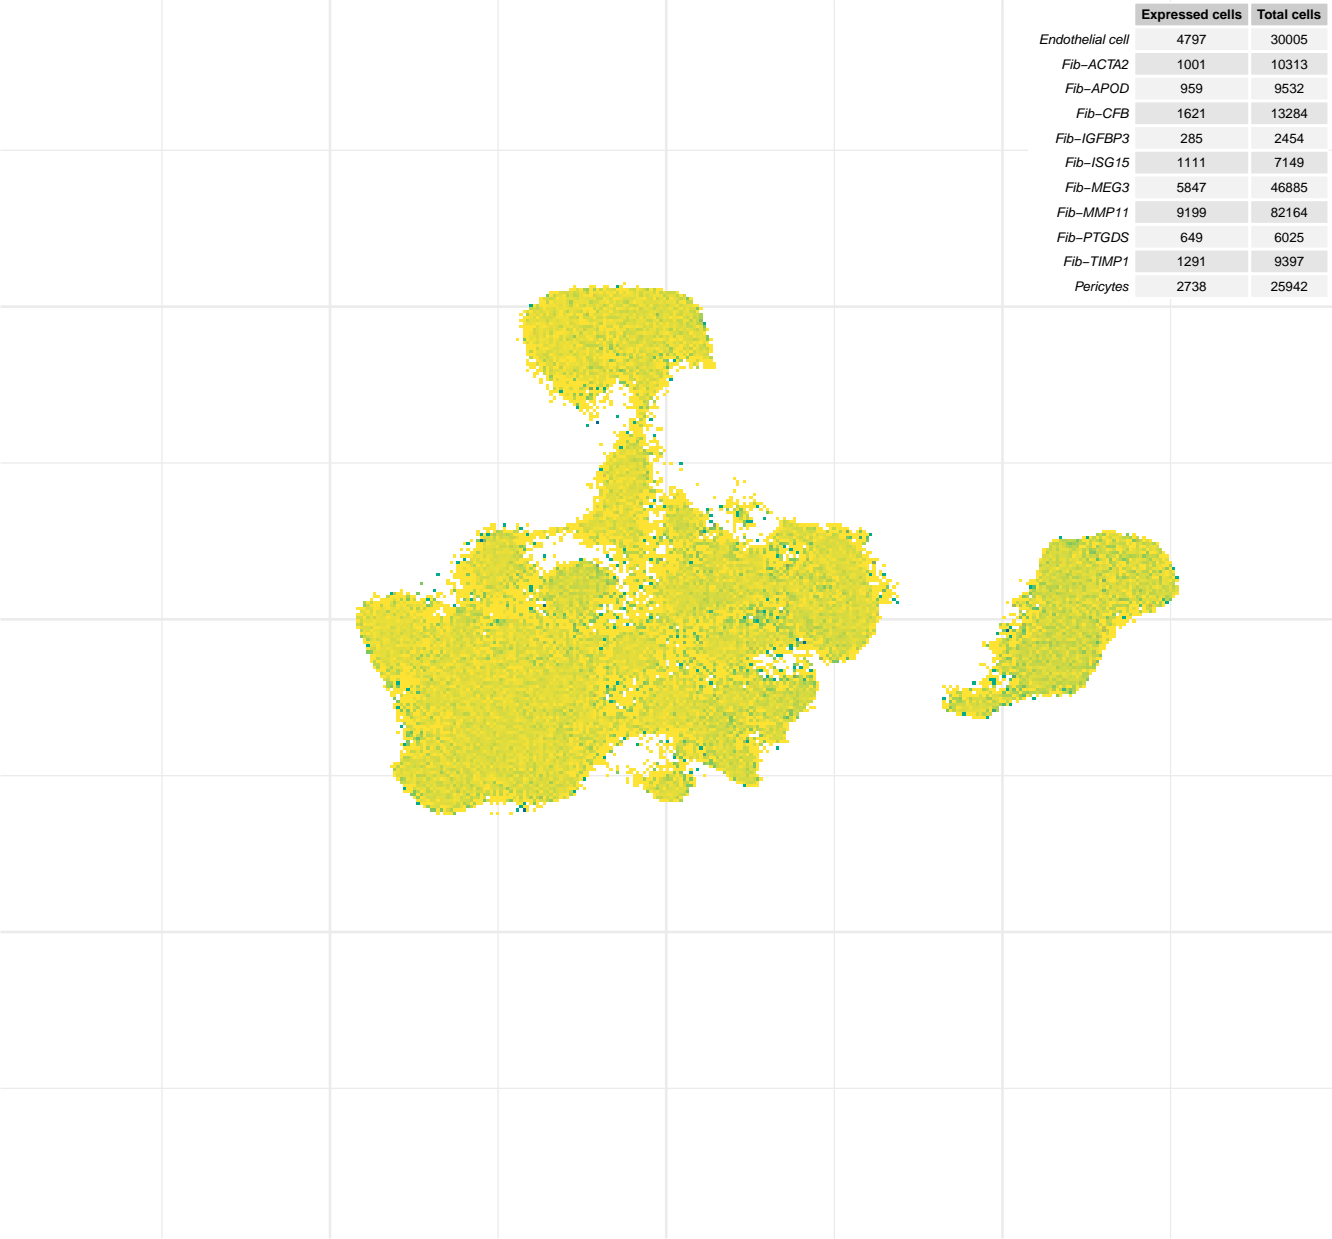 Expressed cells Total cells
Endothelial cell 4797 30005
Fib−ACTA2 1001 10313
Fib−APOD 959 9532
Fib−CFB 1621 13284
Fib−IGFBP3 285 2454
Fib−ISG15 1111 7149
Fib−MEG3 5847 46885
Fib−MMP11 9199 82164
Fib−PTGDS 649 6025
Fib−TIMP1 1291 9397
Pericytes 2738 25942